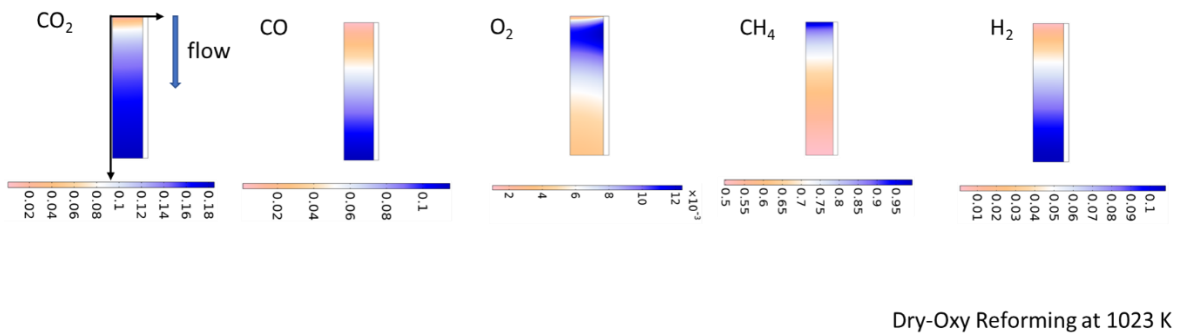 CO2
CO
O2
CH4
H2
flow
0.02 0.04 0.06 0.08 0.1 0.12 0.14 0.16 0.18
0.02 0.04 0.06 0.08 0.1
2 4 6 8 10 12
×10-3
0.5 0.55 0.6 0.65 0.7 0.75 0.8 0.85 0.9 0.95
0.01 0.02 0.03 0.04 0.05 0.06 0.07 0.08 0.09 0.1
Dry-Oxy Reforming at 1023 K